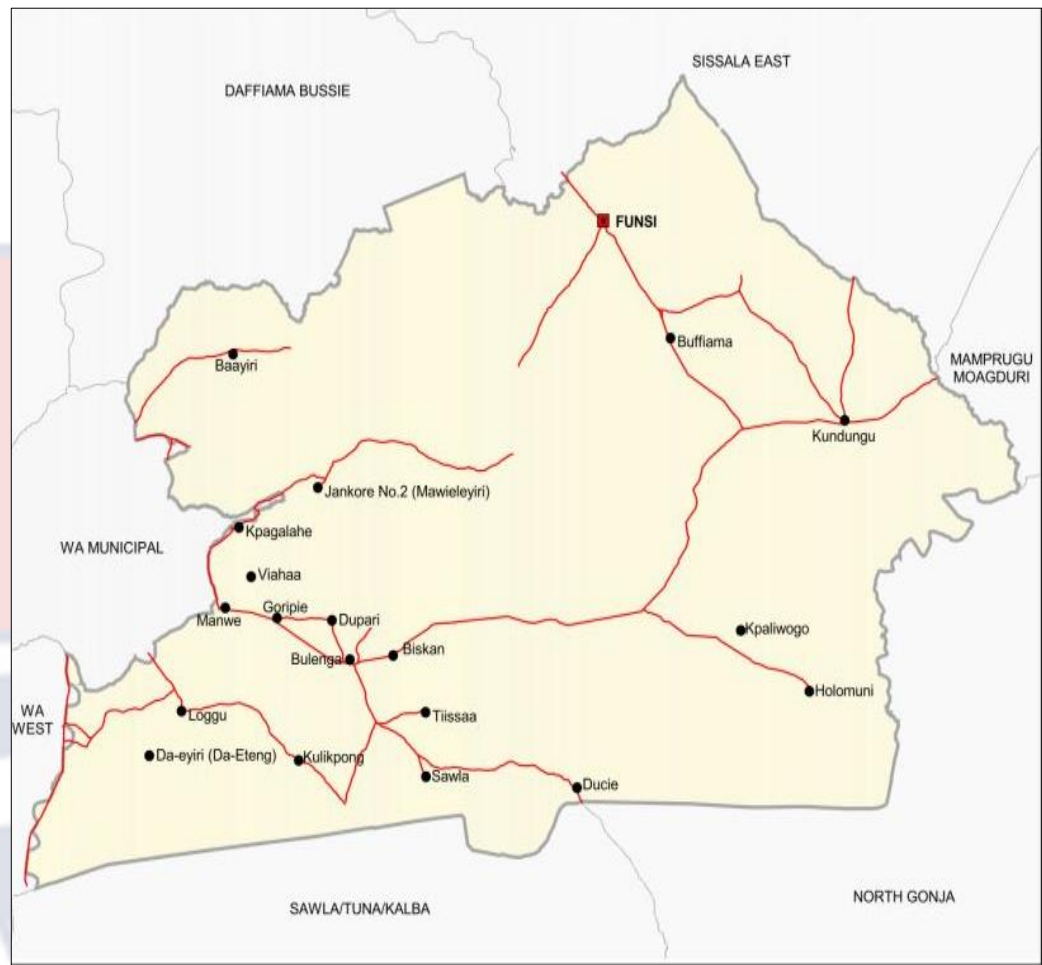 SISSALA EAST
DAFFIAMA BUSSIE
FUNSI
Buffiama
Baayiri
MAMPRUGU
MOAGDURI
Kundungu
Jankore No.2 (Mawieleyiri)
Kpagalahe
WA MUNICIPAL
Viahaa
Goripie
Manwe
Dupari
Kpaliwogo
Biskan
Bulenga
Holomuni
WA
WEST
Loggu
Tiissaa
Da-eyiri (Da-Eteng)
Kulikpong
Sawla
Ducie
NORTH GONJA
SAWLA/TUNA/KALBA